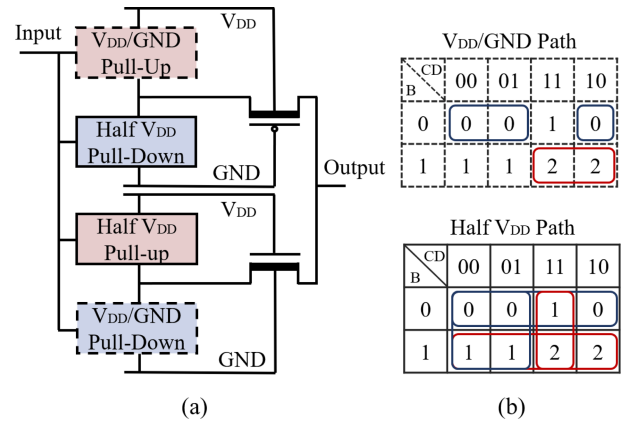 Input
VDD
VDD/GND
Pull-Up
Half VDD
Pull-Down
GND
Output
VDD
Half VDD
Pull-up
VDD/GND
Pull-Down
GND
(a)
VDD/GND Path
B CD 00 01 11 10
0 0 0 1 0
1 1 1 2 2
Half VDD Path
B CD 00 01 11 10
0 0 0 1 0
1 1 1 2 2
(b)